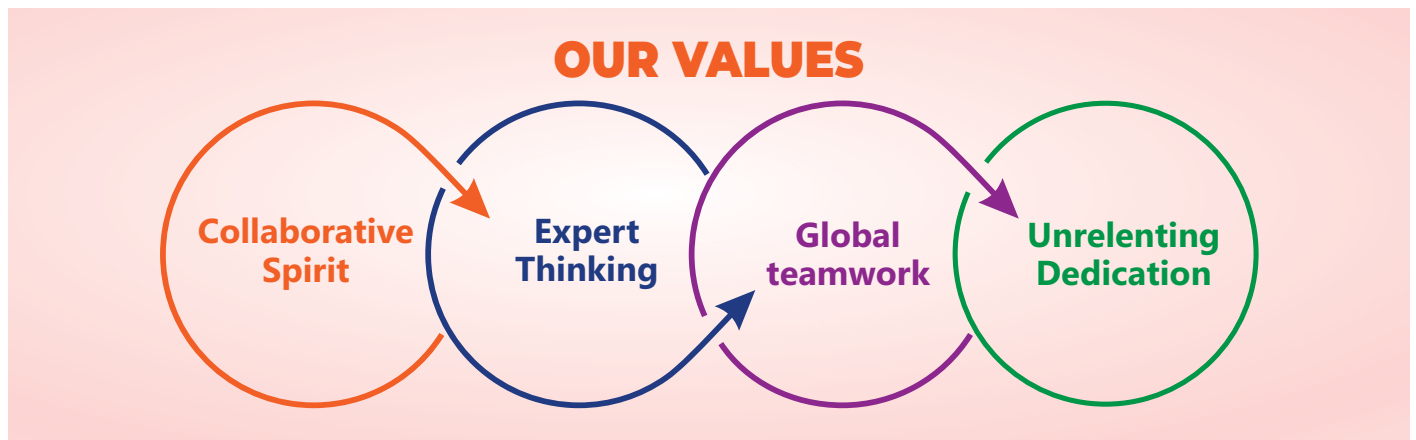 OUR VALUES
Collaborative
Spirit
Expert
Thinking
Global
teamwork
Unrelenting
Dedication